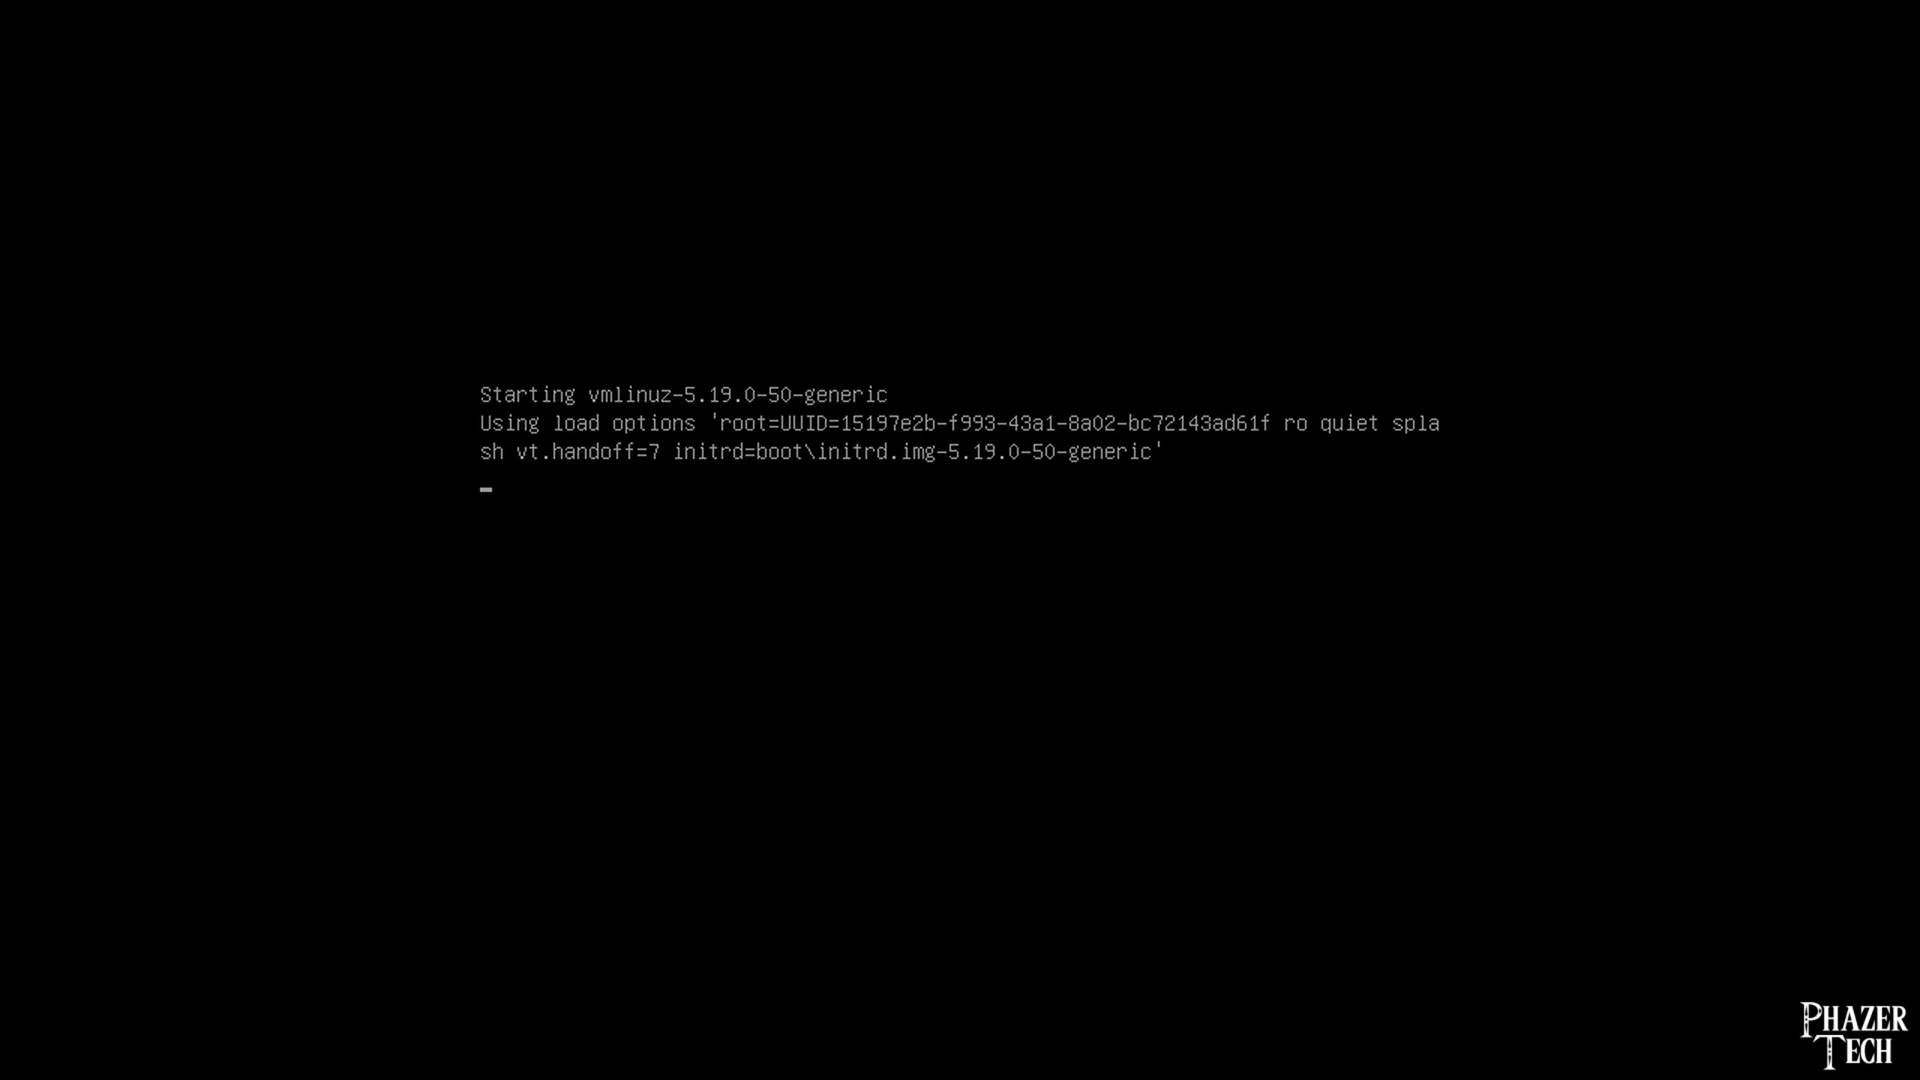 Starting vmlinuz-5.19.0-50-generic
Using load options 'root=UUID=15197e2b-f993-43a1-8a02-bc72143ad61f ro quiet spla
sh vt.handoff=7 initrd=boot\initrd.img-5.19.0-50-generic'
PHAZER
TECH